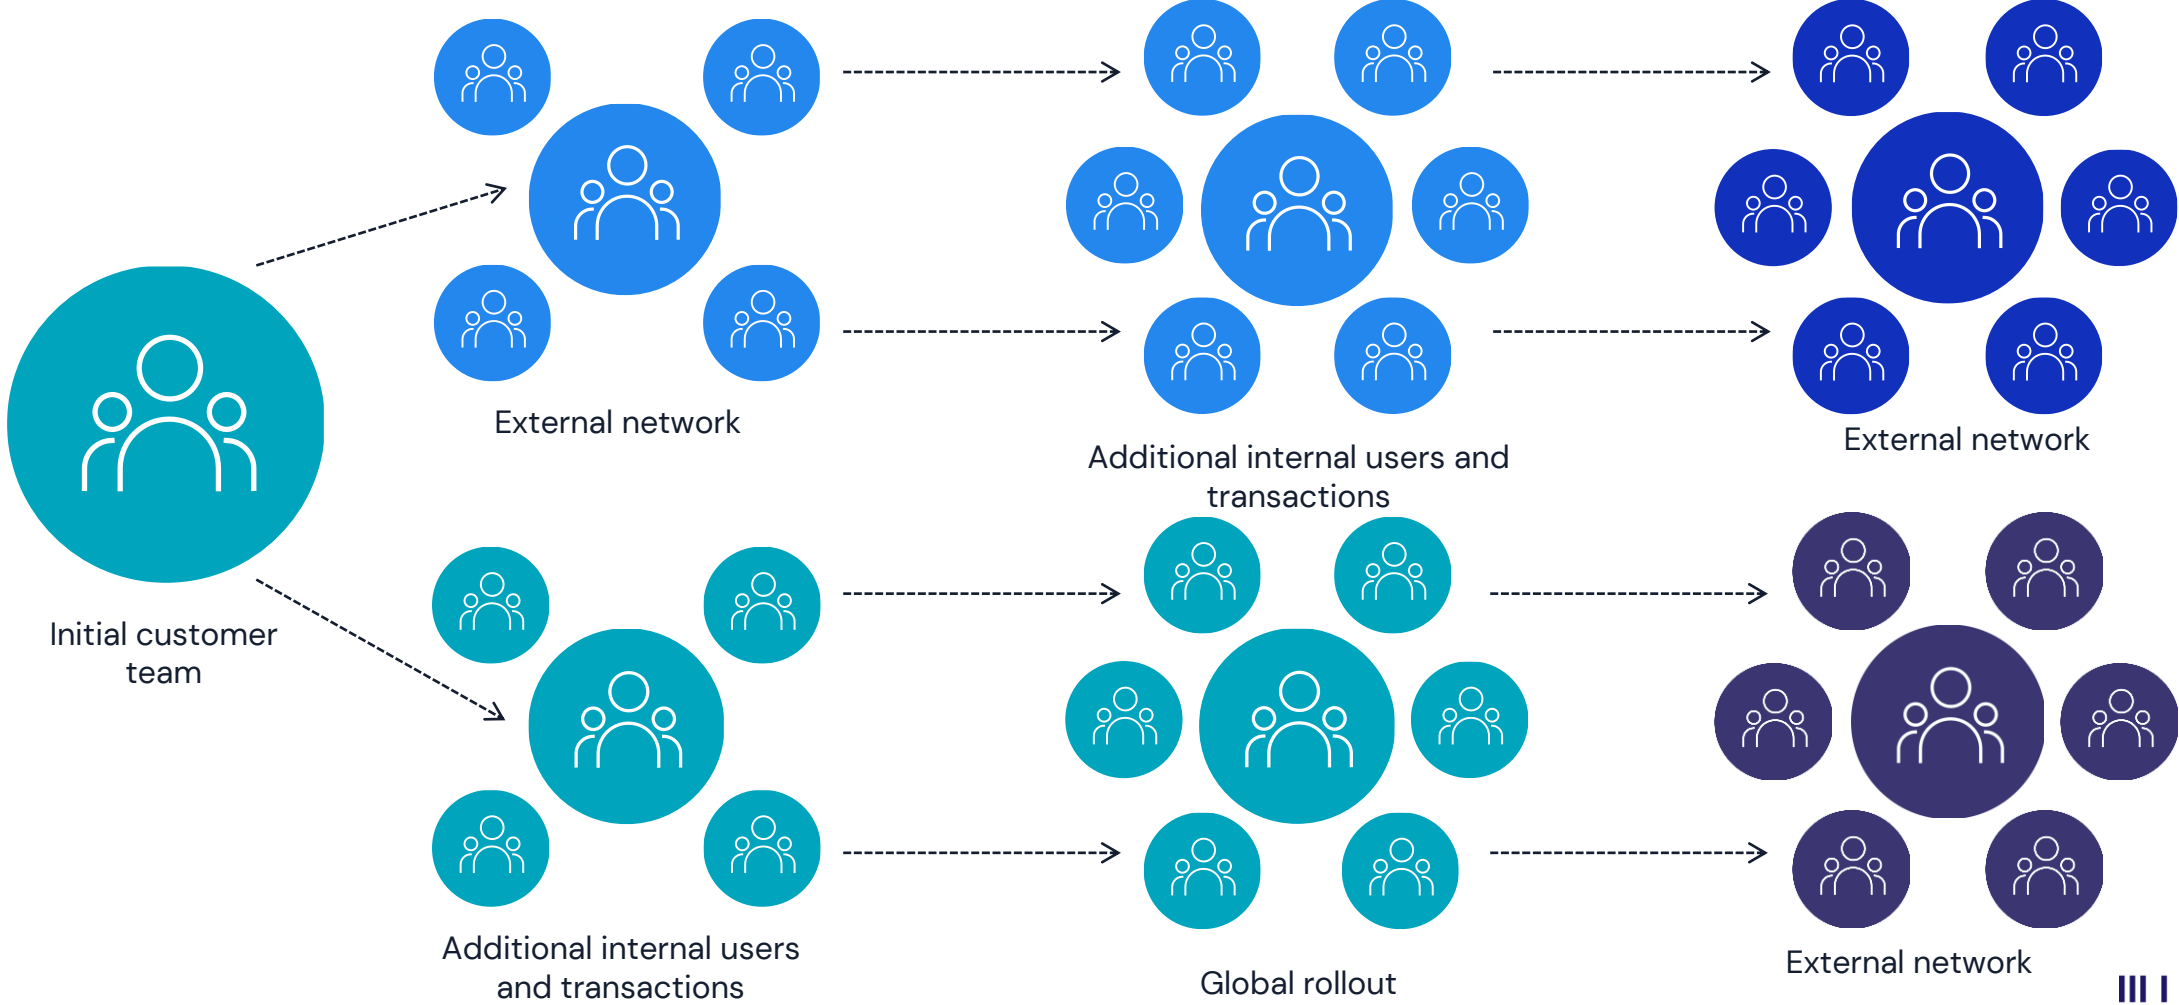 External network
Additional internal users and
transactions
External network
Initial customer
team
Additional internal users
and transactions
Global rollout
External network